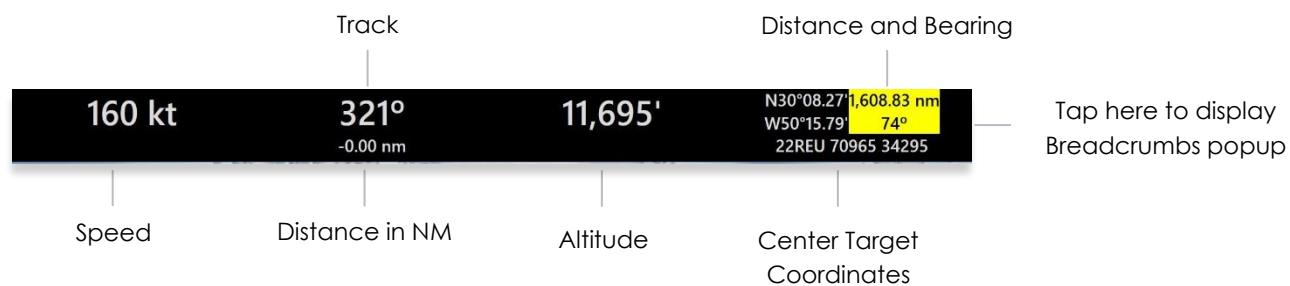 Track
Distance and Bearing
160 kt
321º
11,695'
N30°08.27' 1,608.83 nm
W50°15.79' 74º
-0.00 nm
22REU 70965 34295
Tap here to display
Breadcrumbs popup
Speed
Distance in NM
Altitude
Center Target
Coordinates